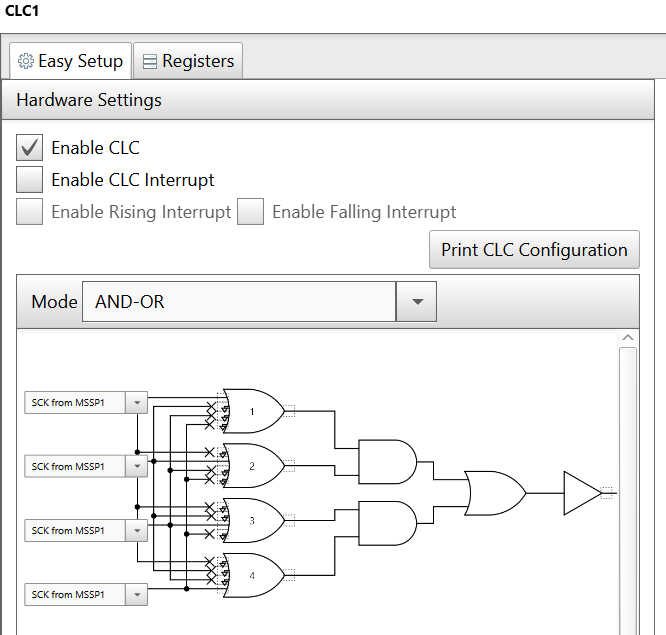 CLC1
Easy Setup Registers
Hardware Settings
Enable CLC
Enable CLC Interrupt
Enable Rising Interrupt Enable Falling Interrupt
Print CLC Configuration
Mode AND-OR
SCK from MSSP1
1
SCK from MSSP1
2
SCK from MSSP1
3
SCK from MSSP1
4